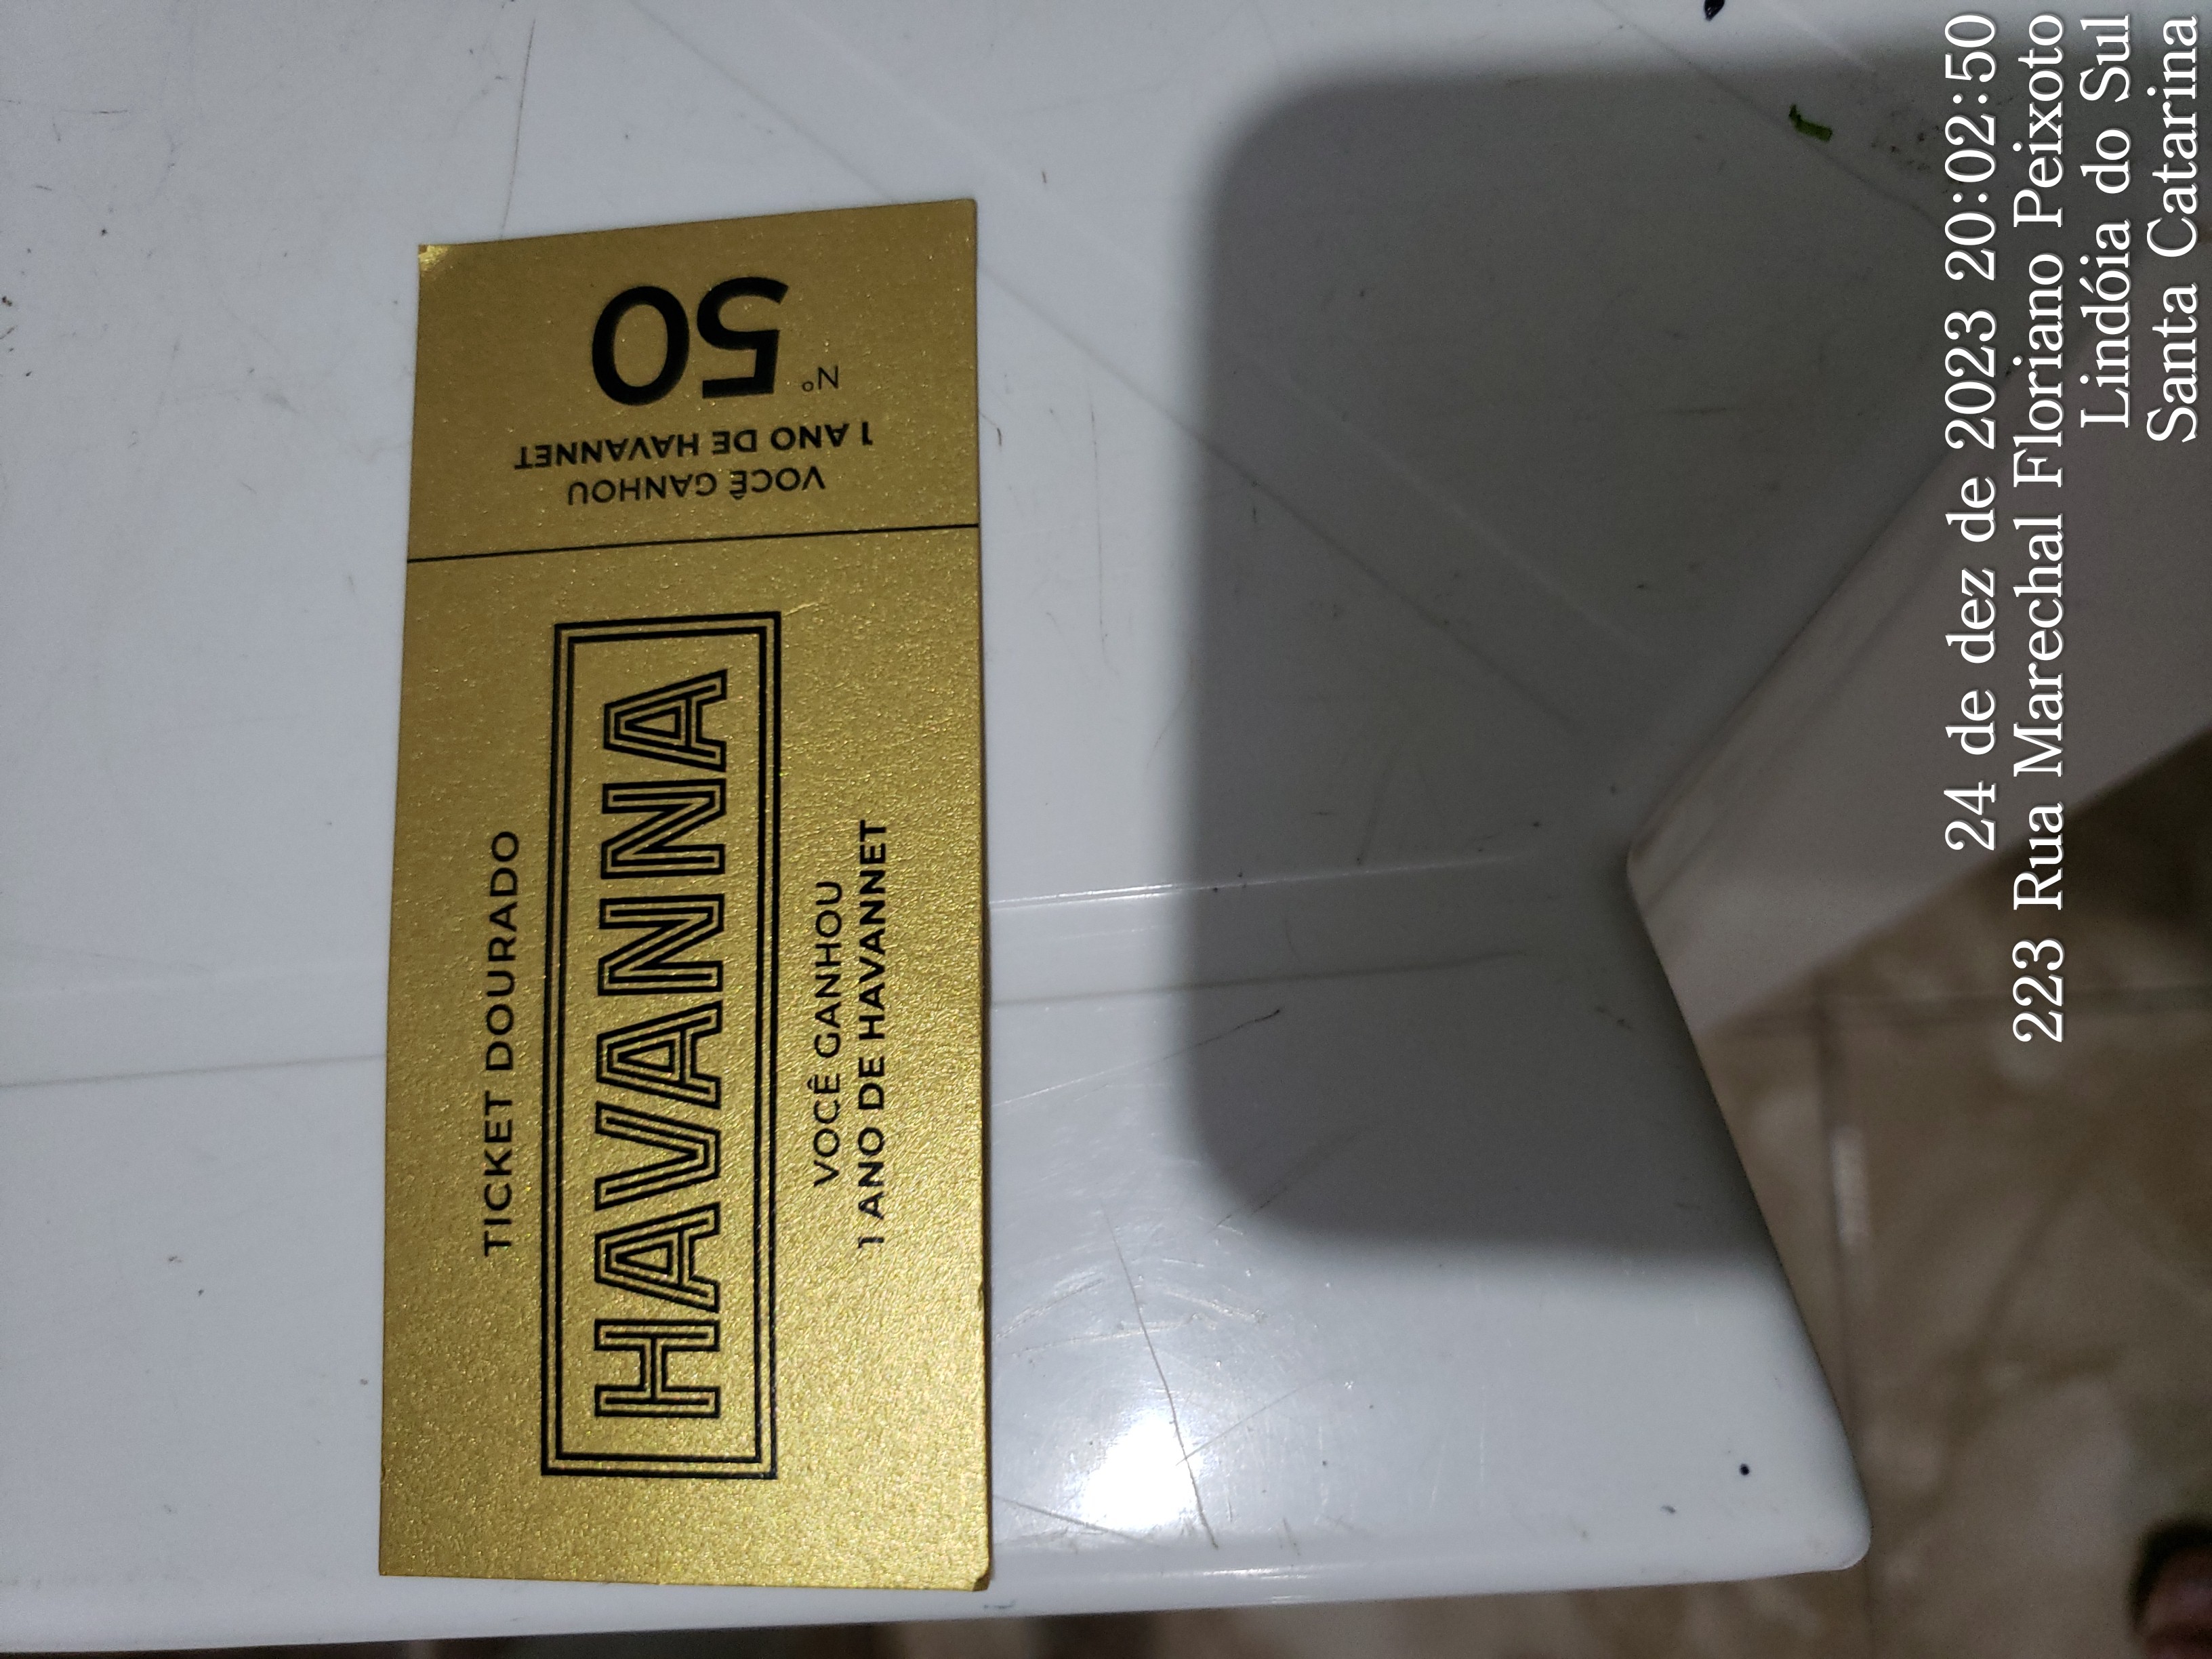 TICKET DOURADO
HAVANNA
VOCÊ GANHOU
1 ANO DE HAVANNET
VOCÊ GANHOU
1 ANO DE HAVANNET
Nº 50
24 de dez de 2023 20:02:50
223 Rua Marechal Floriano Peixoto
Lindóia do Sul
Santa Catarina